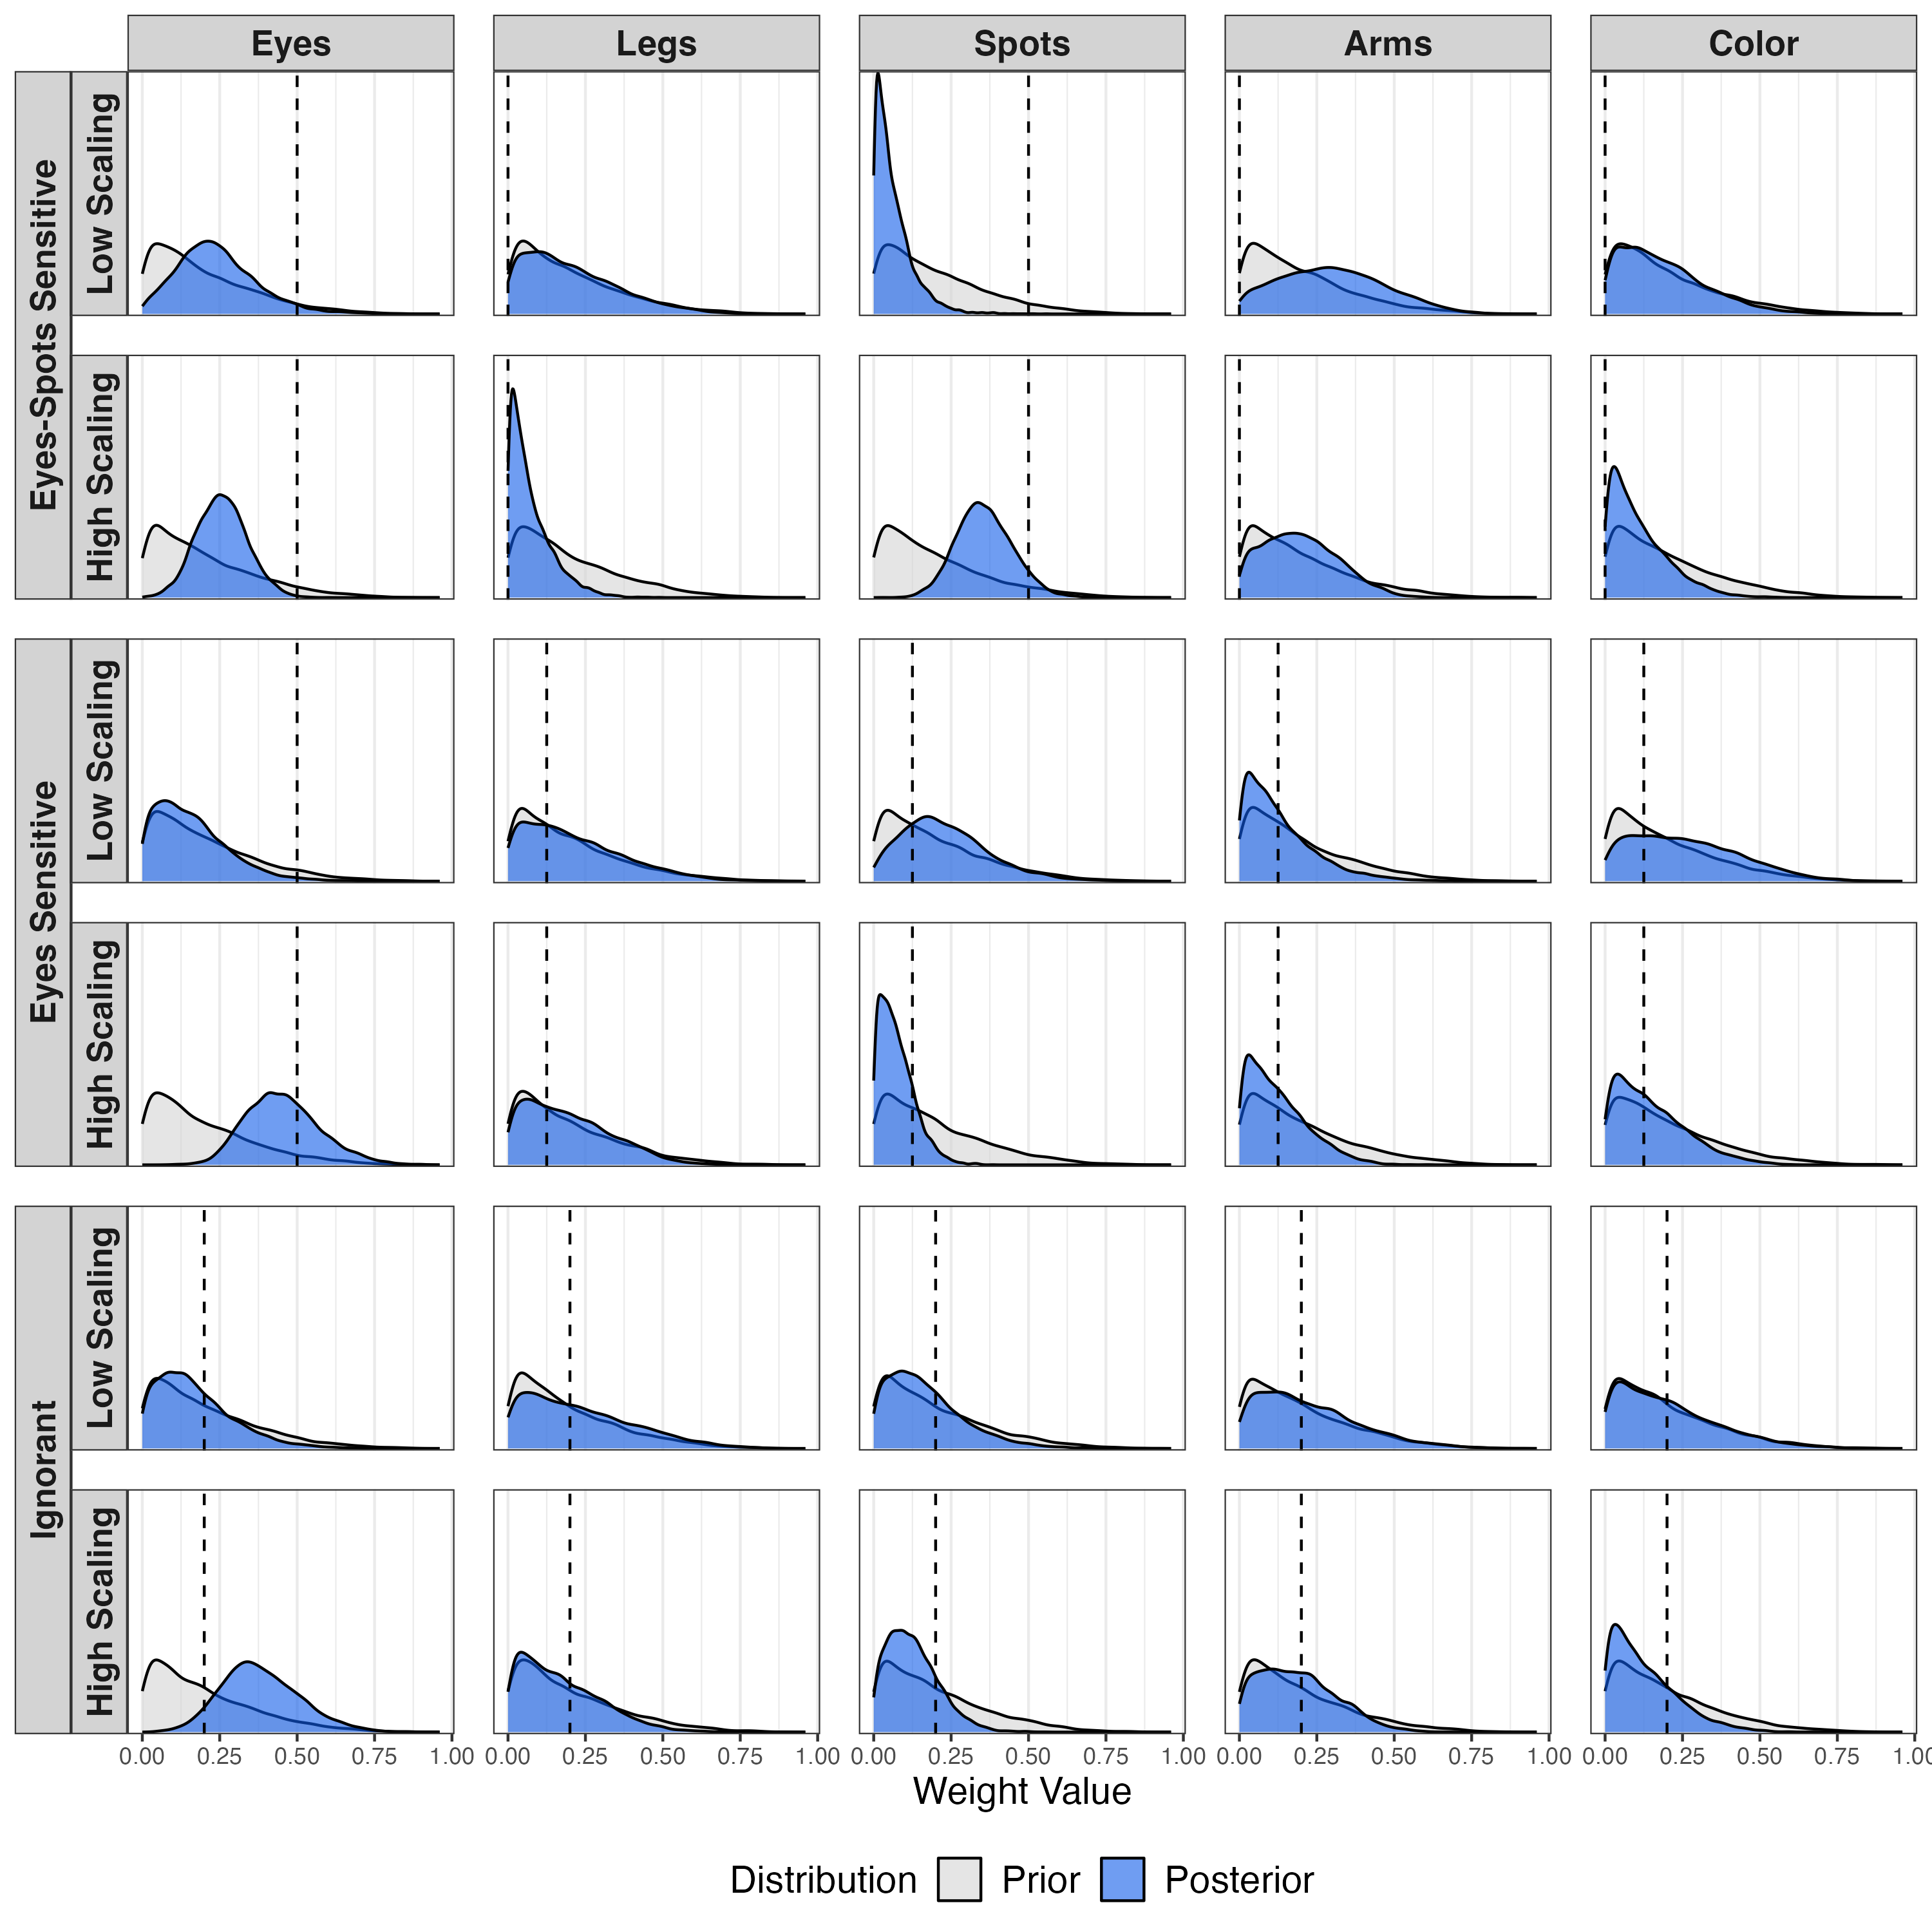 Eyes Legs Spots Arms Color
Eyes-Spots Sensitive
Low Scaling
High Scaling
Eyes Sensitive
Low Scaling
High Scaling
Ignorant
Low Scaling
High Scaling
0.00 0.25 0.50 0.75 1.00 0.00 0.25 0.50 0.75 1.00 0.00 0.25 0.50 0.75 1.00 0.00 0.25 0.50 0.75 1.00 0.00 0.25 0.50 0.75 1.00
Weight Value
Distribution Prior Posterior